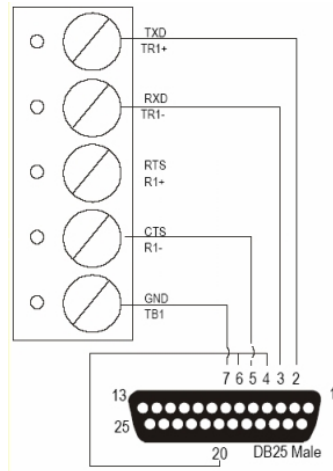 TXD
TR1+
RXD
TR1-
RTS
R1+
CTS
R1-
GND
TB1
7 6 5 4 3 2
13 1
25
20 DB25 Male